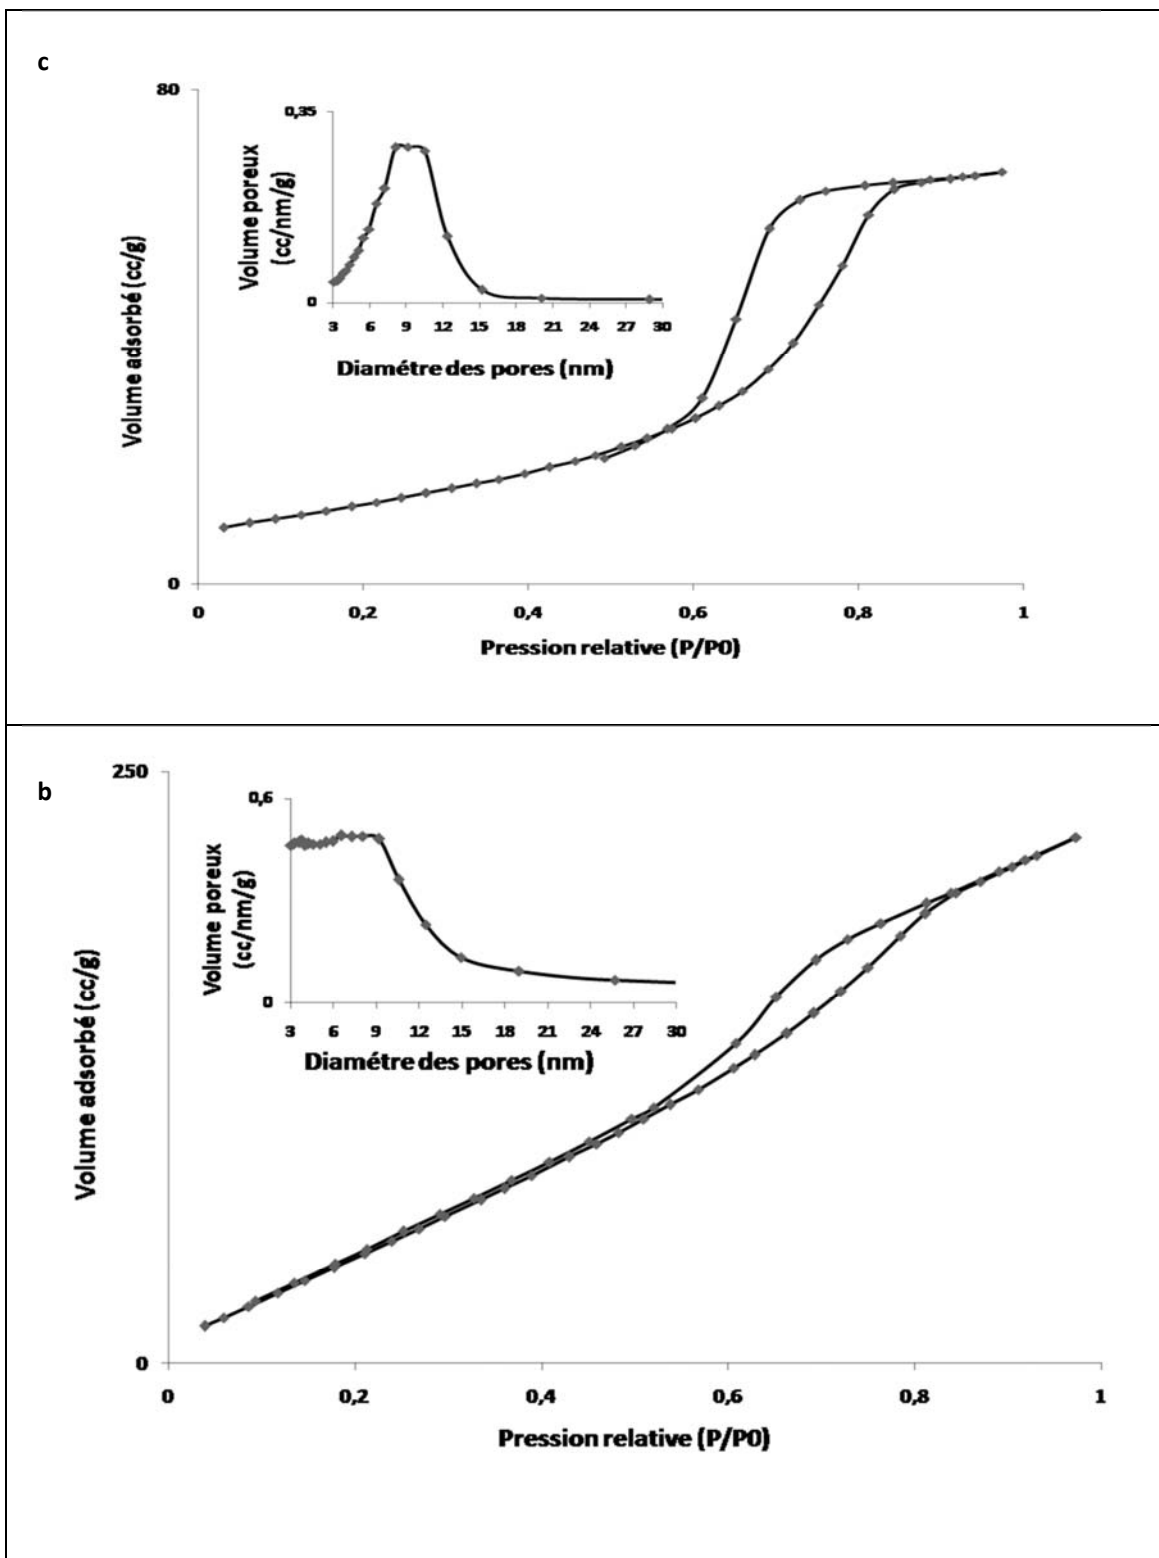 c
80
0,35
Volume poreux
(cc/nm/g)
0
3 6 9 12 15 18 21 24 27 30
Diamétre des pores (nm)
Volume adsorbé (cc/g)
0
0 0,2 0,4 0,6 0,8 1
Pression relative (P/P0)
b
250
0,6
Volume poreux
(cc/nm/g)
0
3 6 9 12 15 18 21 24 27 30
Diamétre des pores (nm)
Volume adsorbé (cc/g)
0
0 0,2 0,4 0,6 0,8 1
Pression relative (P/P0)